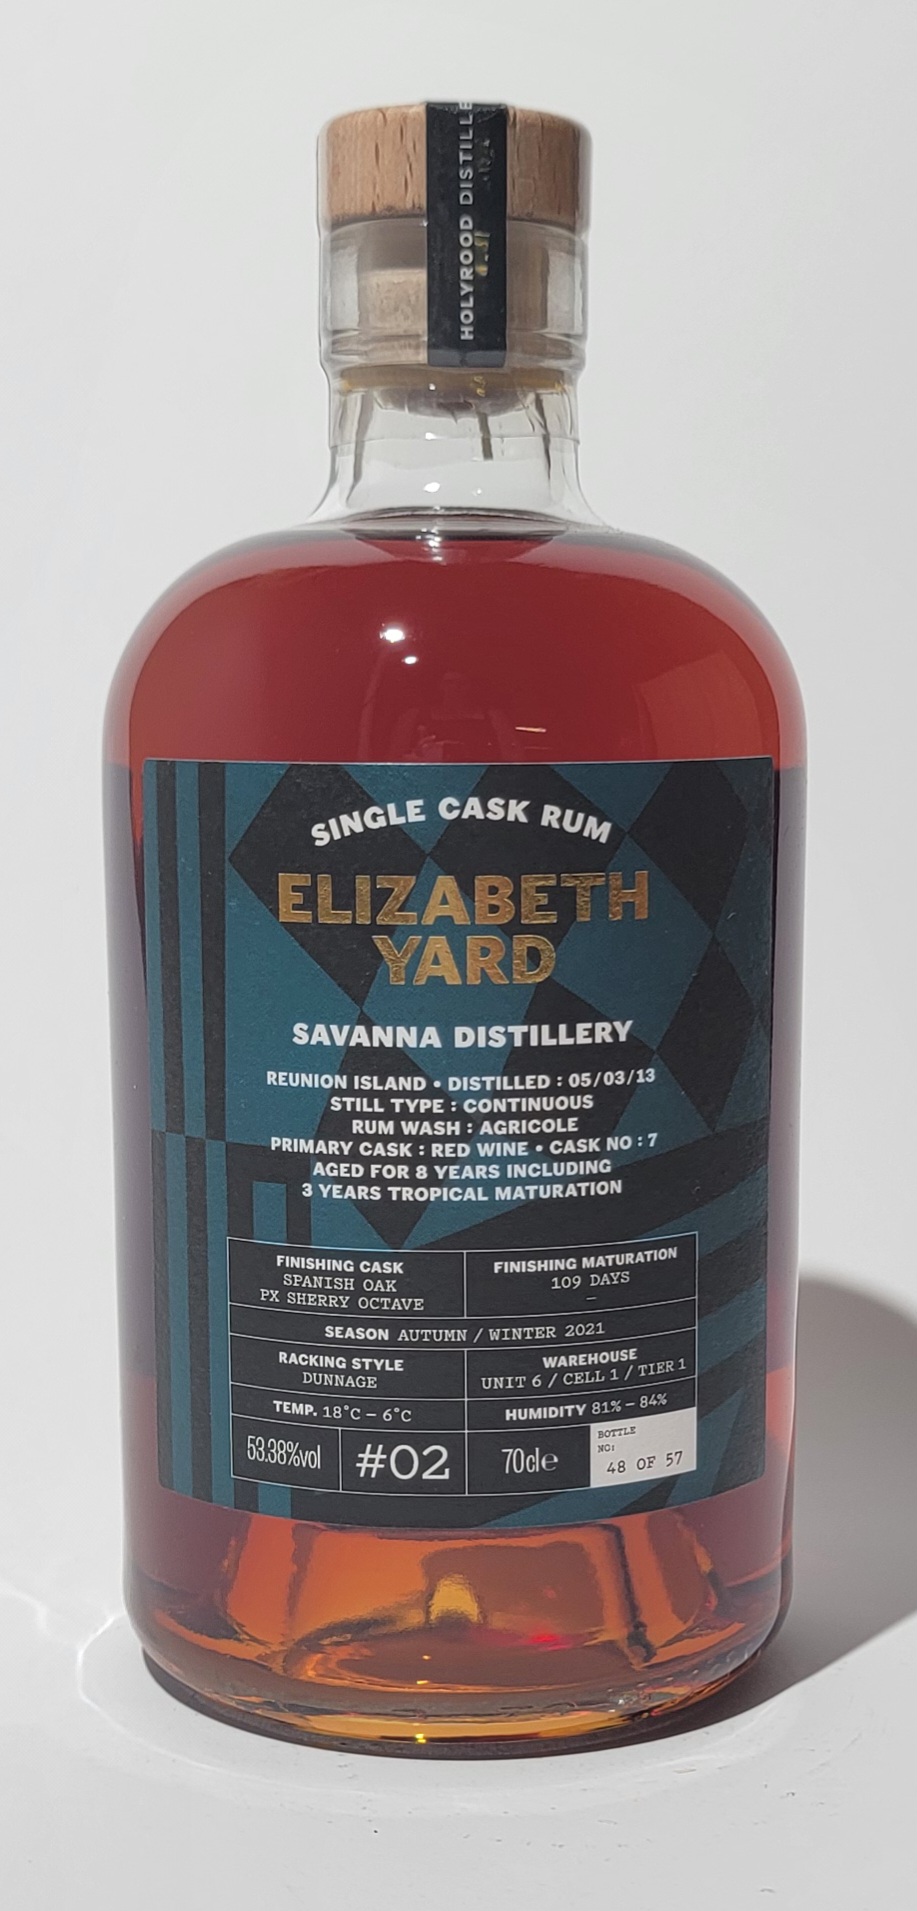 HOLYROOD DISTILLE
SINGLE CASK RUM
ELIZABETH
YARD
SAVANNA DISTILLERY
REUNION ISLAND • DISTILLED : 05/03/13
STILL TYPE : CONTINUOUS
RUM WASH : AGRICOLE
PRIMARY CASK : RED WINE • CASK NO : 7
AGED FOR 8 YEARS INCLUDING
3 YEARS TROPICAL MATURATION
FINISHING CASK
SPANISH OAK
PX SHERRY OCTAVE
FINISHING MATURATION
109 DAYS
–
SEASON AUTUMN / WINTER 2021
RACKING STYLE
DUNNAGE
WAREHOUSE
UNIT 6 / CELL 1 / TIER 1
TEMP. 18°C – 6°C
HUMIDITY 81% – 84%
53.38%vol
#02
70cl℮
BOTTLE
NO:
48 OF 57